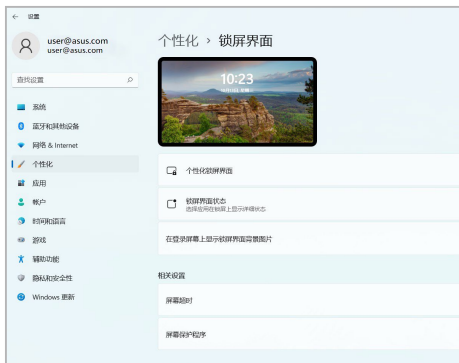 设置
user@asus.com
user@asus.com
查找设置
系统
蓝牙和其他设备
网络 & Internet
个性化
应用
帐户
时间和语言
游戏
辅助功能
隐私和安全性
Windows 更新
个性化 › 锁屏界面
10:23
个性化锁屏界面
锁屏界面状态
选择应用在锁屏上显示详细状态
在登录屏幕上显示锁屏界面背景图片
相关设置
屏幕超时
屏幕保护程序